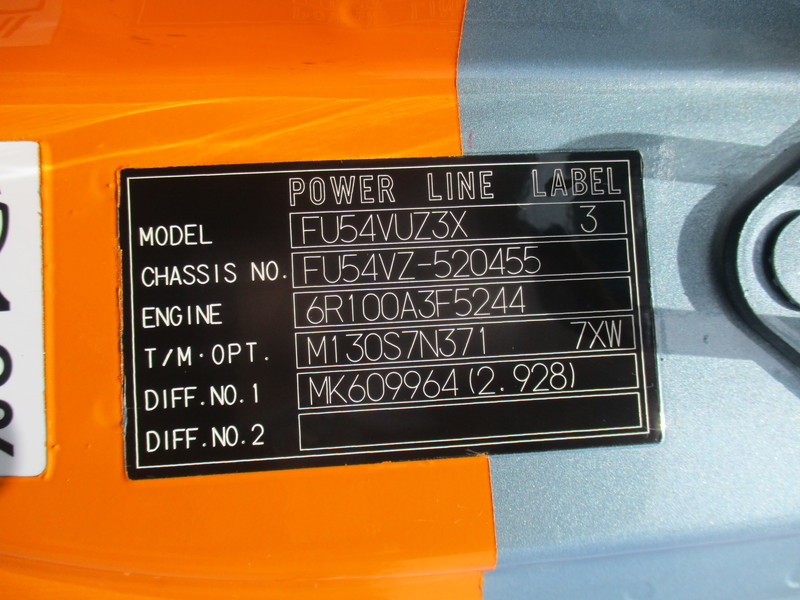 POWER LINE LABEL
MODEL FU54VUZ3X 3
CHASSIS NO. FU54VZ-520455
ENGINE 6R100A3F5244
T/M·OPT. M130S7N371 7XW
DIFF.NO.1 MK609964(2.928)
DIFF.NO.2